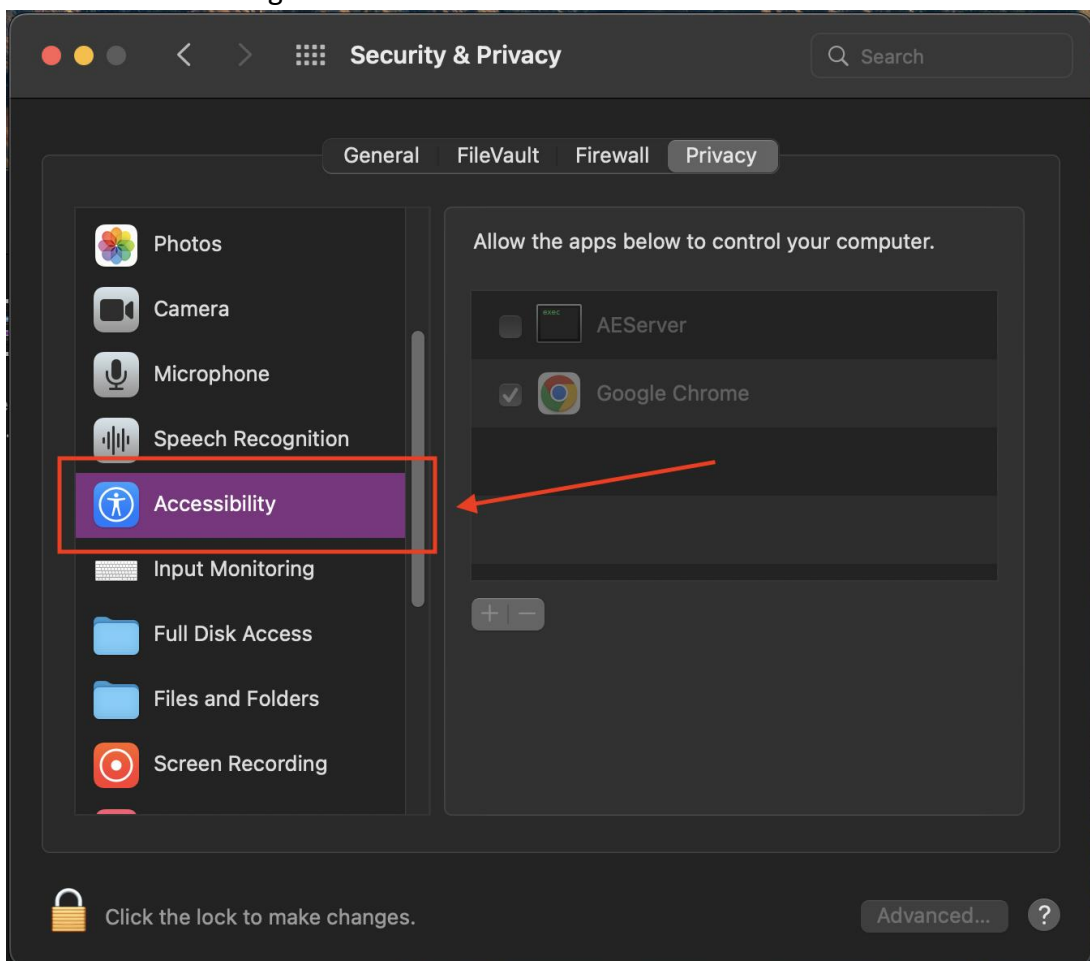 Security & Privacy
Search
General FileVault Firewall Privacy
Photos
Camera
Microphone
Speech Recognition
Accessibility
Input Monitoring
Full Disk Access
Files and Folders
Screen Recording
Allow the apps below to control your computer.
exec
AEServer
Google Chrome
+ −
Click the lock to make changes.
Advanced...
?